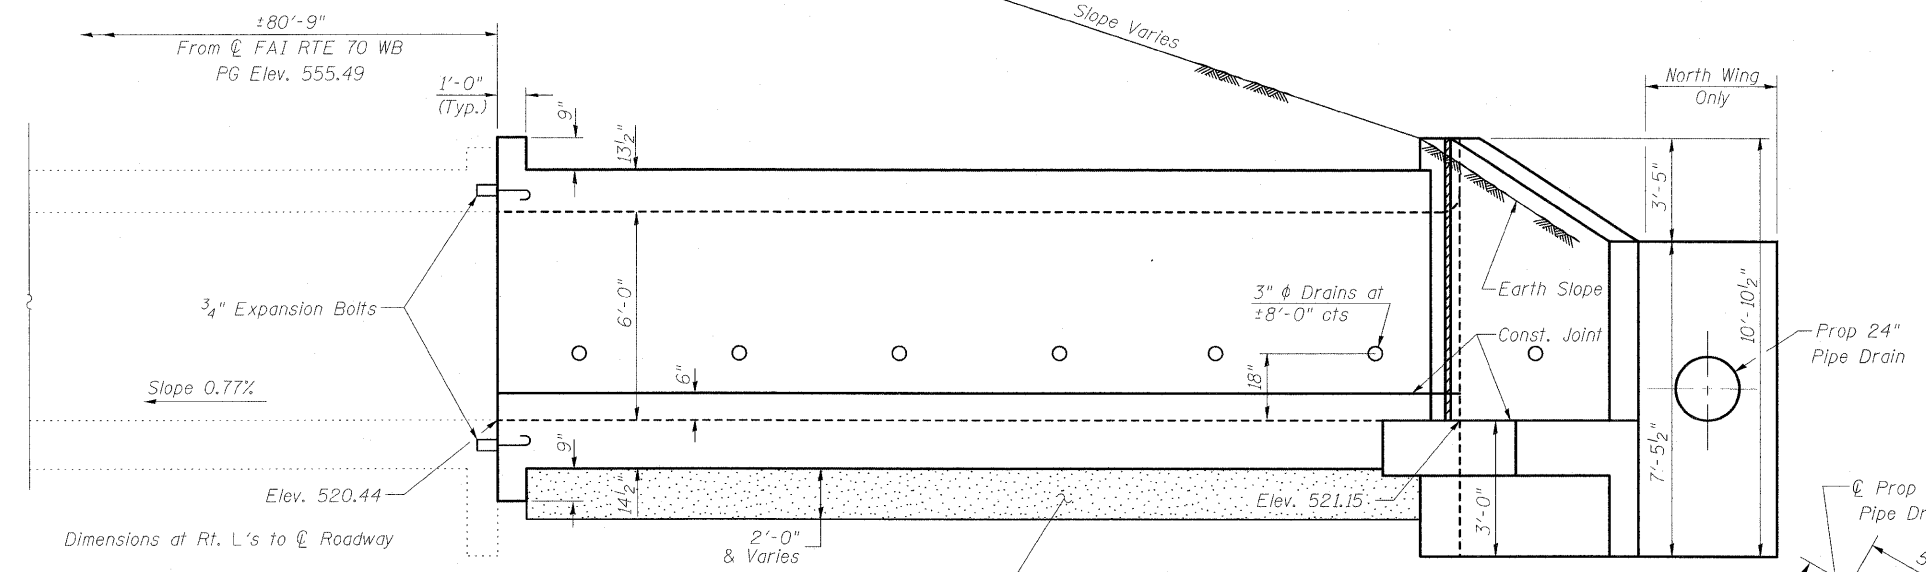 ±80'-9"
From ℄ FAI RTE 70 WB
PG Elev. 555.49
1'-0"
(Typ.)
9"
13½"
Slope Varies
North Wing
Only
3'-5"
10'-10½"
Earth Slope
3" ϕ Drains at
±8'-0" cts
Const. Joint
Prop 24"
Pipe Drain
¾" Expansion Bolts
6'-0"
6"
18"
Slope 0.77%
Elev. 520.44
9"
14½"
2'-0"
& Varies
Elev. 521.15
3'-0"
7'-5½"
℄ Prop
Pipe Dr
Dimensions at Rt. L's to ℄ Roadway